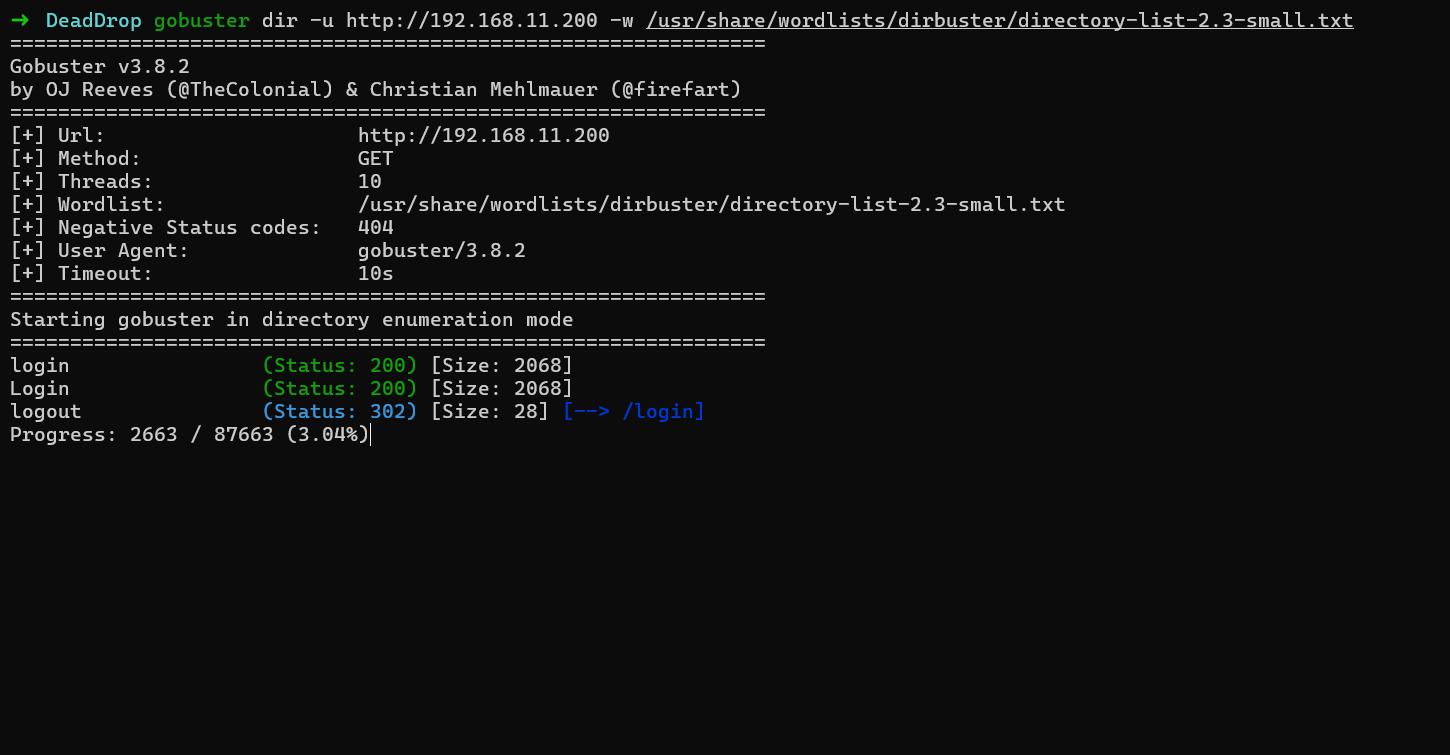 ➜ DeadDrop gobuster dir -u http://192.168.11.200 -w /usr/share/wordlists/dirbuster/directory-list-2.3-small.txt
===============================================================
Gobuster v3.8.2
by OJ Reeves (@TheColonial) & Christian Mehlmauer (@firefart)
===============================================================
[+] Url:                     http://192.168.11.200
[+] Method:                  GET
[+] Threads:                 10
[+] Wordlist:                /usr/share/wordlists/dirbuster/directory-list-2.3-small.txt
[+] Negative Status codes:   404
[+] User Agent:              gobuster/3.8.2
[+] Timeout:                 10s
===============================================================
Starting gobuster in directory enumeration mode
===============================================================
login                (Status: 200) [Size: 2068]
Login                (Status: 200) [Size: 2068]
logout               (Status: 302) [Size: 28] [--> /login]
Progress: 2663 / 87663 (3.04%)